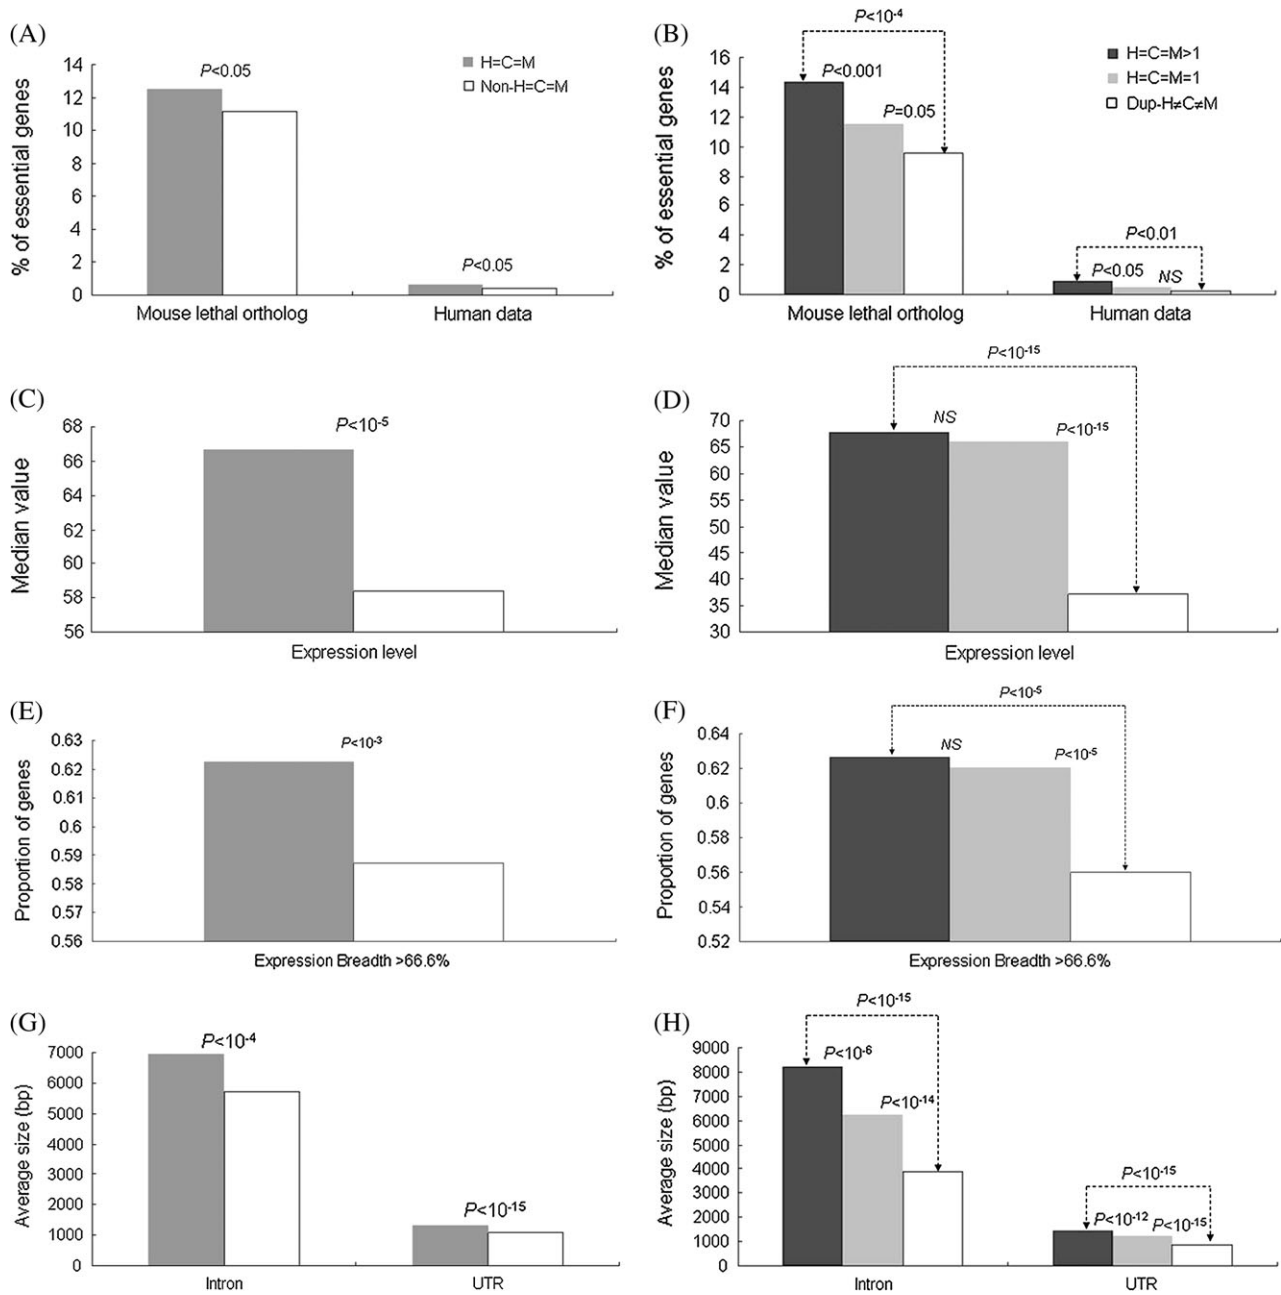 (A)
% of essential genes
14
12
10
8
6
4
2
0
P<0.05
P<0.05
H=C=M
Non-H=C=M
Mouse lethal ortholog
Human data
(B)
% of essential genes
16
14
12
10
8
6
4
2
0
P<10-4
P<0.001
P=0.05
P<0.01
P<0.05
NS
H=C=M>1
H=C=M=1
Dup-H≠C≠M
Mouse lethal ortholog
Human data
(C)
Median value
68
66
64
62
60
58
56
P<10-5
Expression level
(D)
Median value
70
65
60
55
50
45
40
35
30
P<10-15
NS
P<10-15
Expression level
(E)
Proportion of genes
0.63
0.62
0.61
0.6
0.59
0.58
0.57
0.56
P<10-3
Expression Breadth >66.6%
(F)
Proportion of genes
0.64
0.62
0.6
0.58
0.56
0.54
0.52
P<10-5
NS
P<10-5
Expression Breadth >66.6%
(G)
Average size (bp)
7000
6000
5000
4000
3000
2000
1000
0
P<10-4
P<10-15
Intron
UTR
(H)
Average size (bp)
9000
8000
7000
6000
5000
4000
3000
2000
1000
0
P<10-15
P<10-6
P<10-14
P<10-15
P<10-12
P<10-15
Intron
UTR